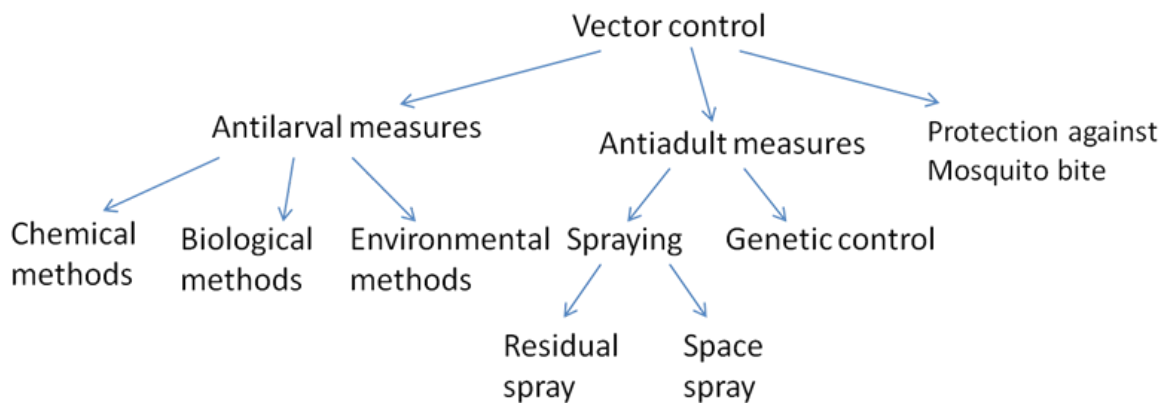 Vector control
Antilarval measures
Antiadult measures
Protection against
Mosquito bite
Chemical
methods
Biological
methods
Environmental
methods
Spraying
Genetic control
Residual
spray
Space
spray